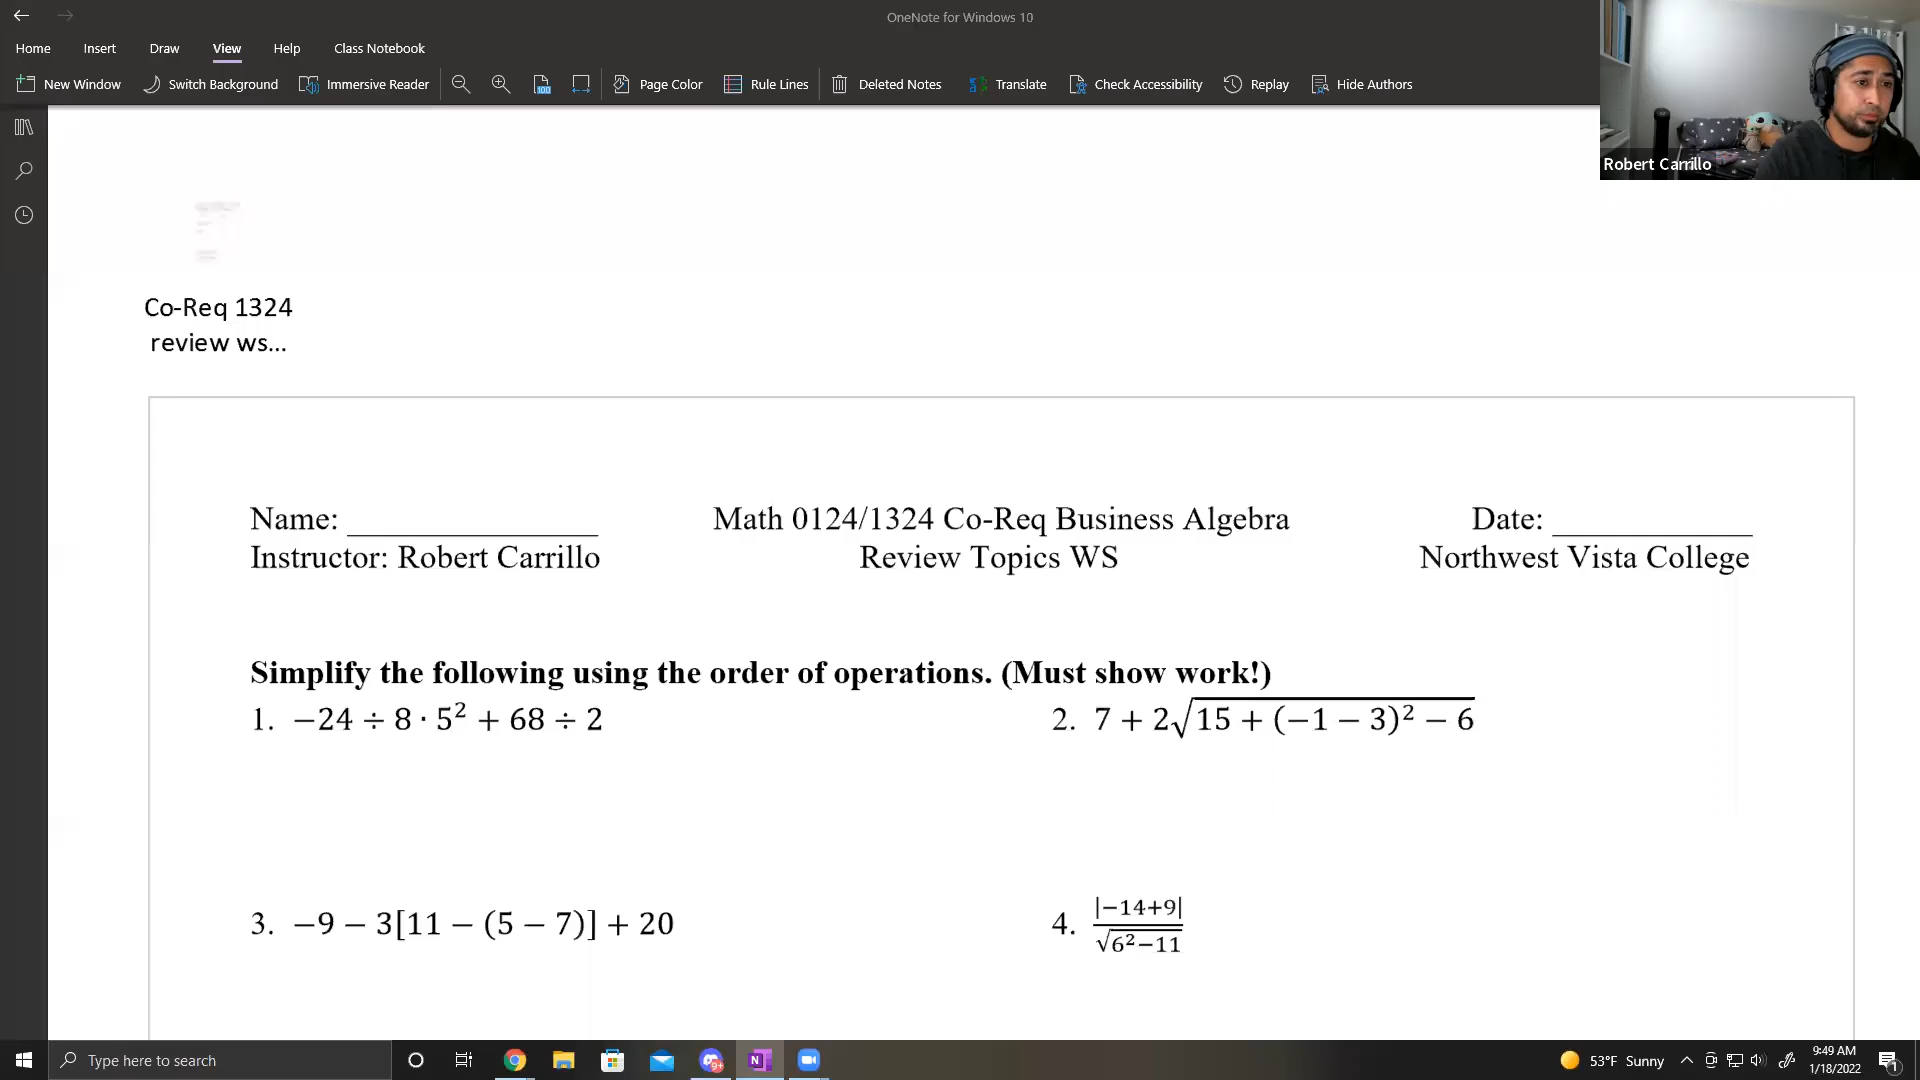 OneNote for Windows 10
Home Insert Draw View Help Class Notebook
New Window Switch Background Immersive Reader 100 Page Color Rule Lines Deleted Notes Translate Check Accessibility Replay Hide Authors
Robert Carrillo
Co-Req 1324
review ws...
Name: _______________ Math 0124/1324 Co-Req Business Algebra Date: ____________
Instructor: Robert Carrillo Review Topics WS Northwest Vista College
Simplify the following using the order of operations. (Must show work!)
1. −24 ÷ 8 · 5² + 68 ÷ 2 2. 7 + 2√(15 + (−1 − 3)² − 6)
3. −9 − 3[11 − (5 − 7)] + 20 4. |−14+9| / √(6²−11)
Type here to search 9+ N 53°F Sunny 9:49 AM
1/18/2022 1